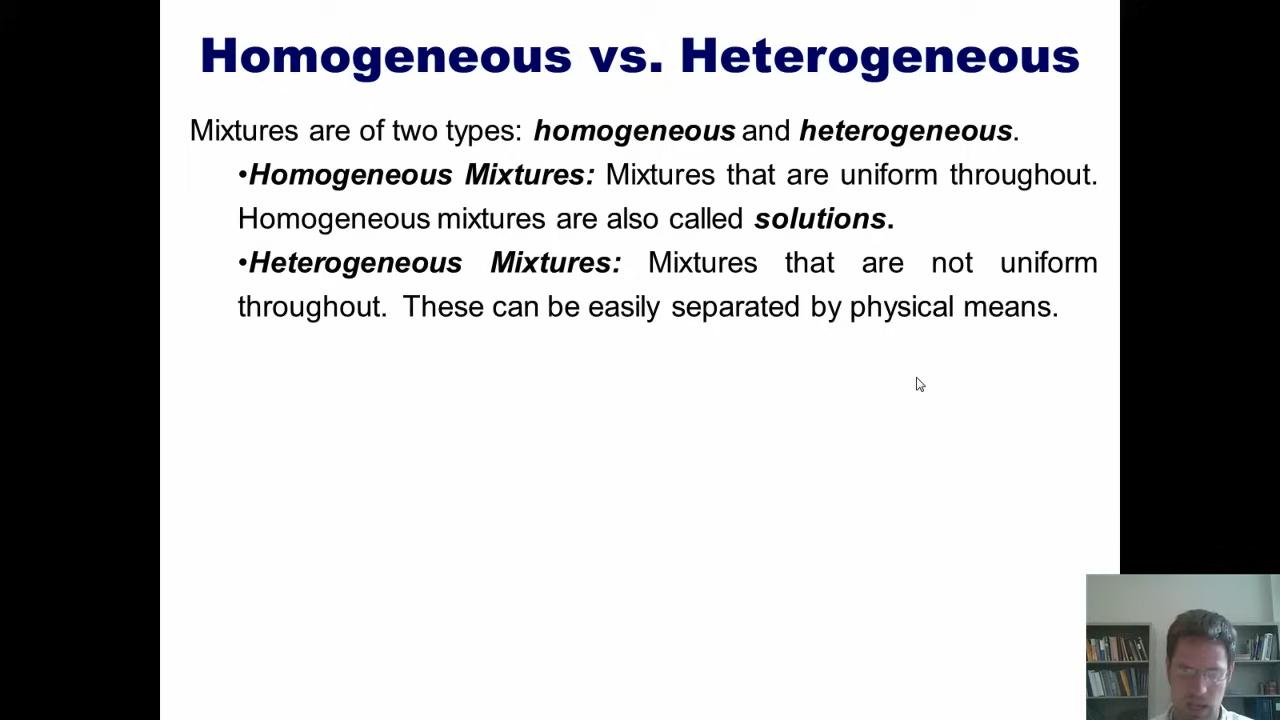 Homogeneous vs. Heterogeneous
Mixtures are of two types: homogeneous and heterogeneous.
•Homogeneous Mixtures: Mixtures that are uniform throughout.
Homogeneous mixtures are also called solutions.
•Heterogeneous Mixtures: Mixtures that are not uniform
throughout. These can be easily separated by physical means.